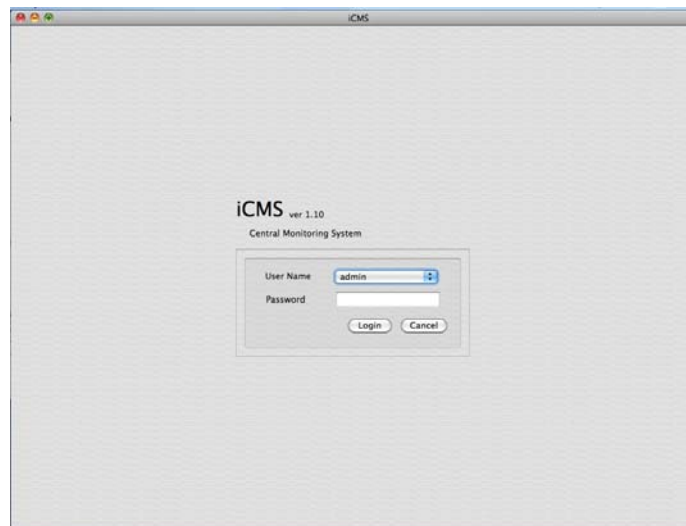 iCMS
iCMS ver 1.10
Central Monitoring System
User Name admin
Password
Login Cancel